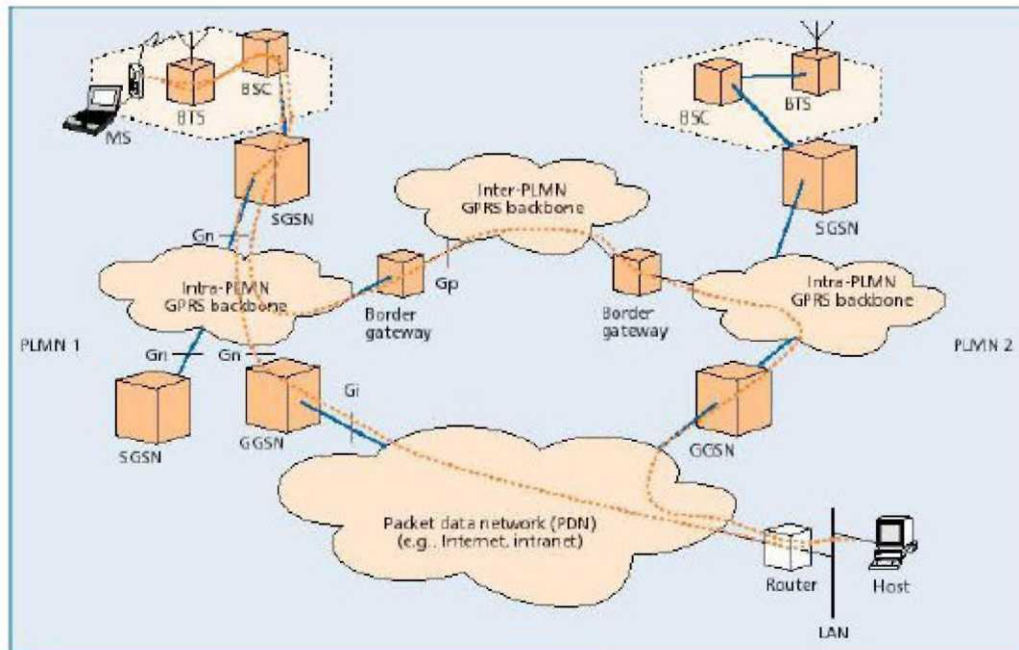 BSC
BTS
MS
SGSN
Gn
Inter-PLMN
GPRS backbone
BTS
BSC
SGSN
Intra-PLMN
GPRS backbone
Border
gateway
Gp
Border
gateway
Intra-PLMN
GPRS backbone
PLMN 1
Gn
Gn
PLMN 2
SGSN
GGSN
Gi
GGSN
Packet data network (PDN)
(e.g., Internet, intranet)
Router
Host
LAN